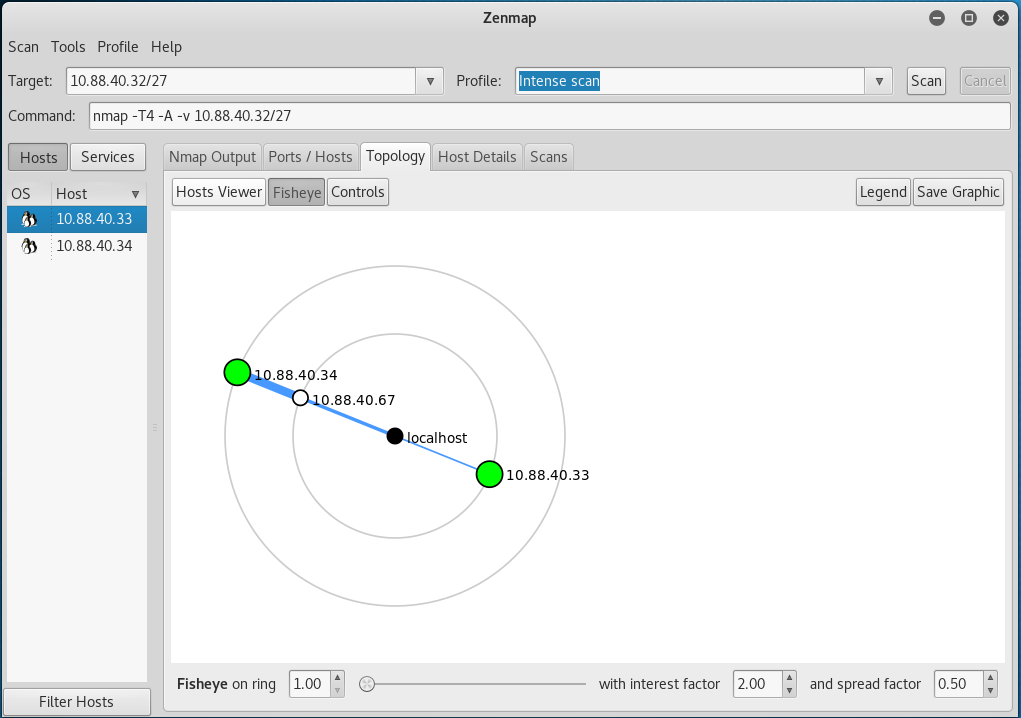 Zenmap
Scan Tools Profile Help
Target: 10.88.40.32/27 Profile: Intense scan Scan Cancel
Command: nmap -T4 -A -v 10.88.40.32/27
Hosts Services Nmap Output Ports / Hosts Topology Host Details Scans
OS Host Hosts Viewer Fisheye Controls Legend Save Graphic
10.88.40.33
10.88.40.34
10.88.40.34
10.88.40.67
localhost
10.88.40.33
Fisheye on ring 1.00 with interest factor 2.00 and spread factor 0.50
Filter Hosts